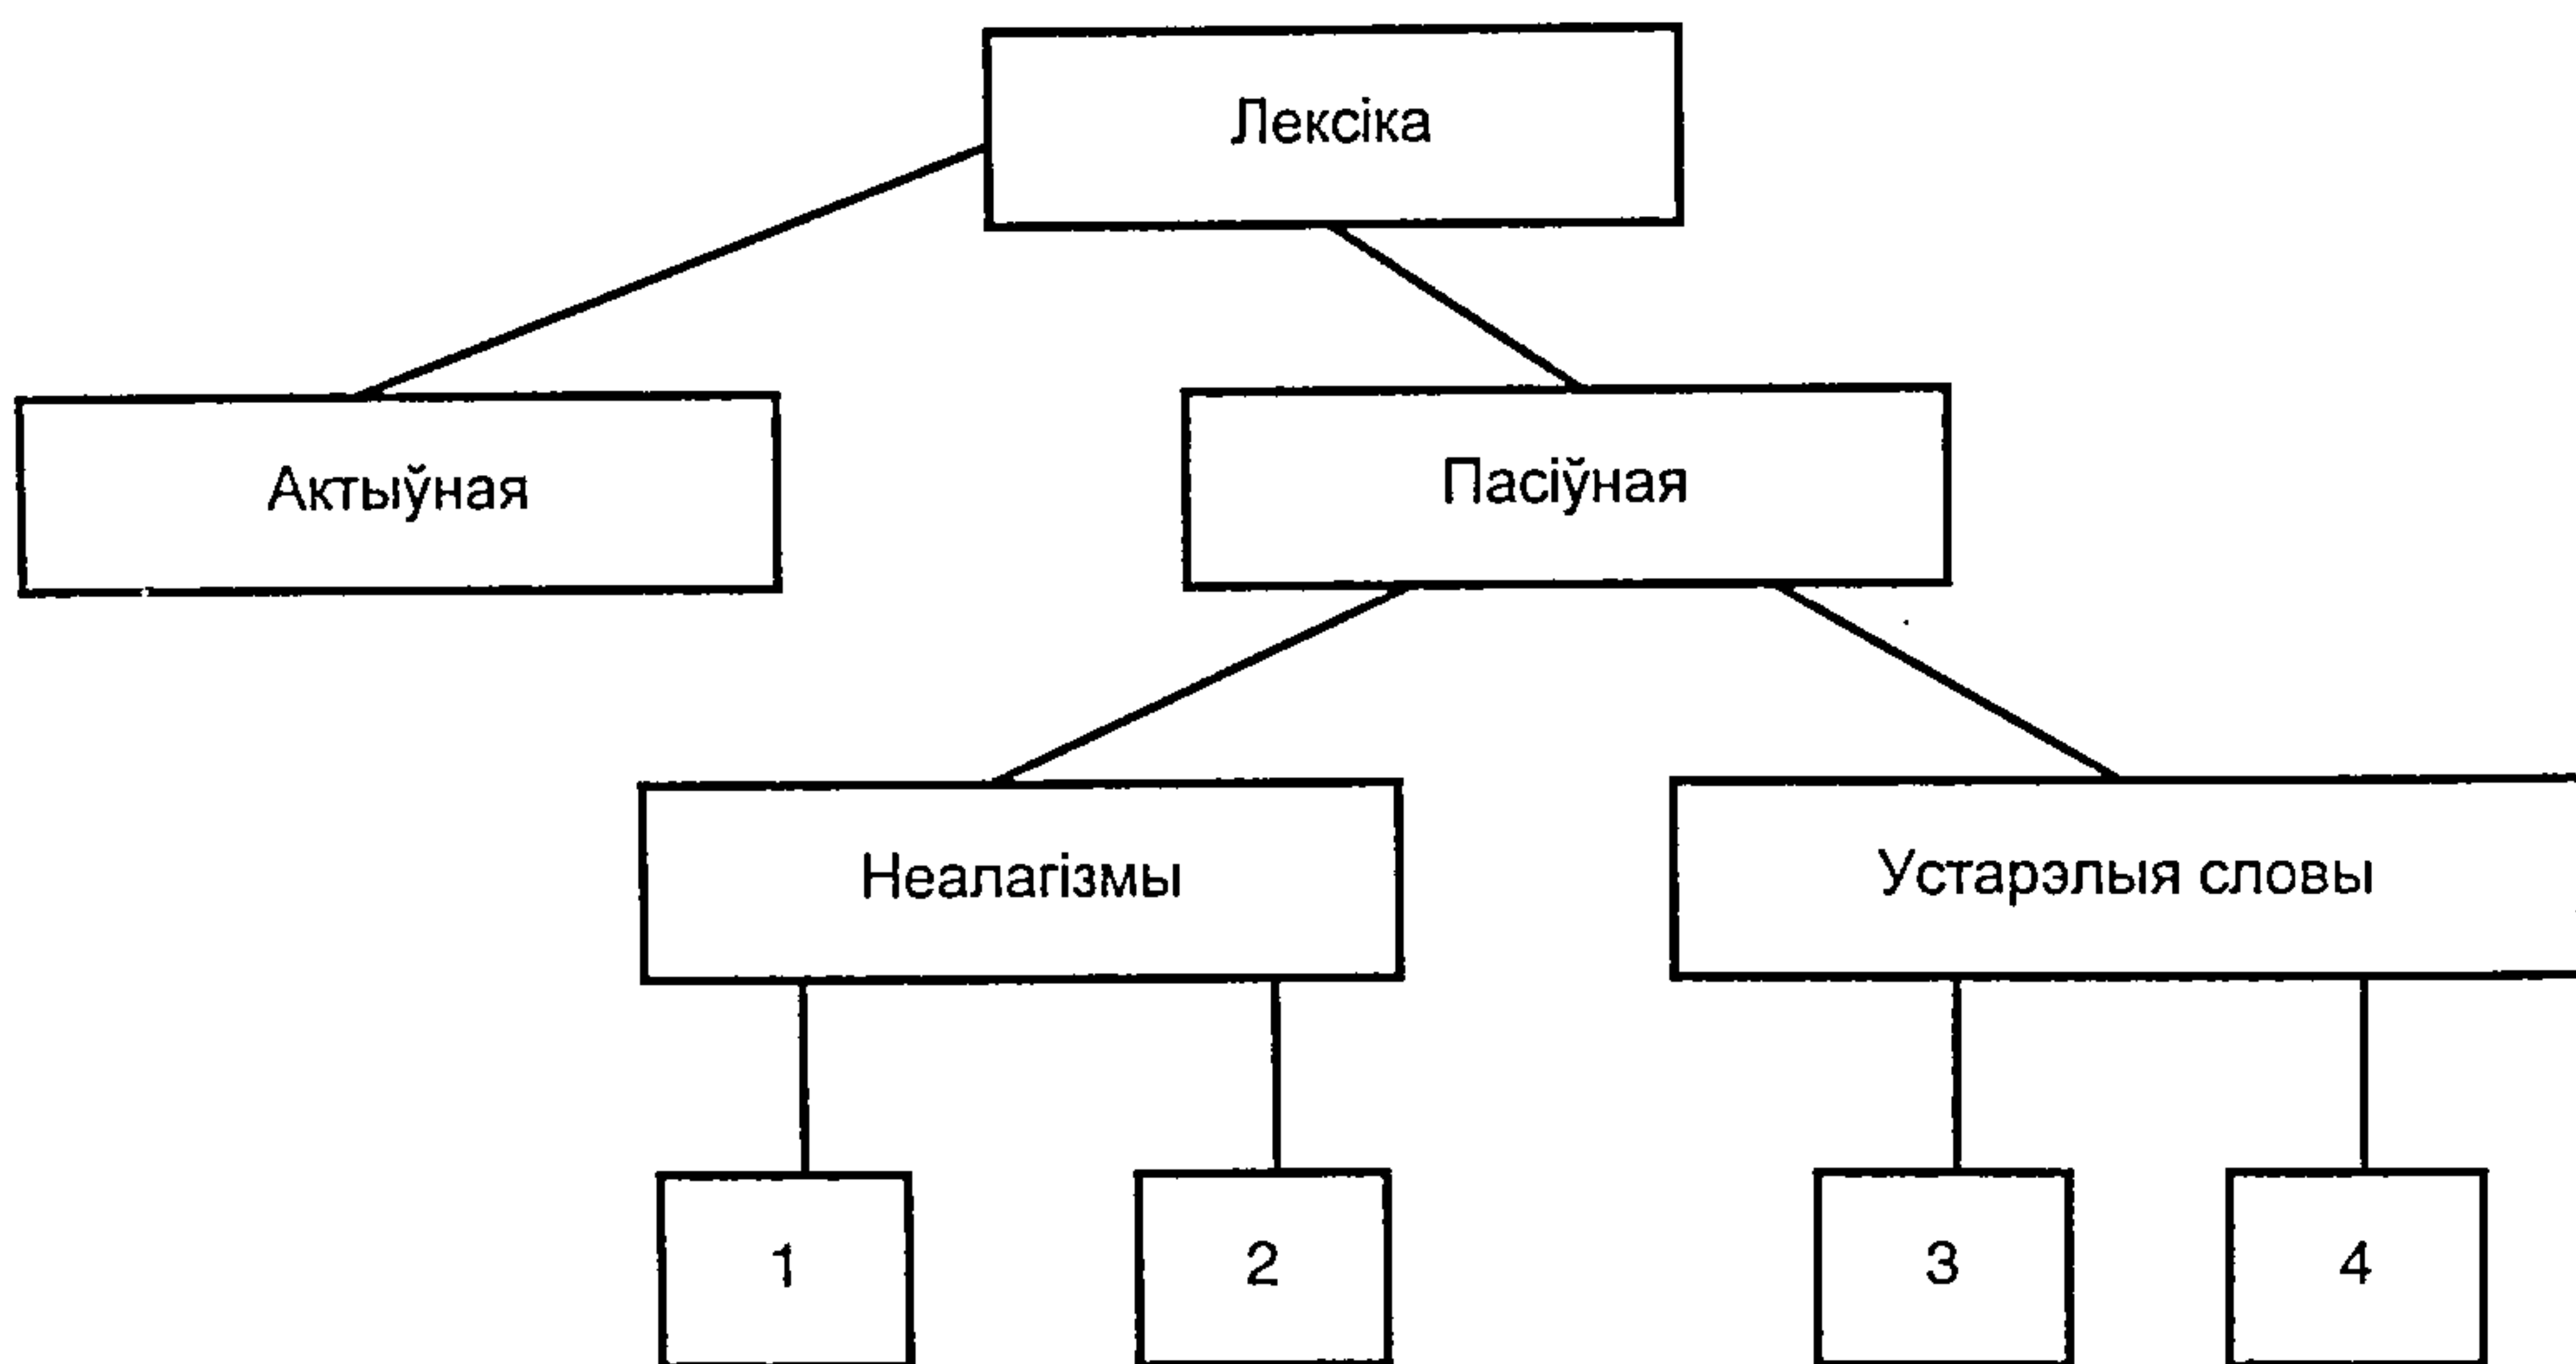 Лексіка
Актыўная
Пасіўная
Неалагізмы
Устарэлыя словы
1
2
3
4